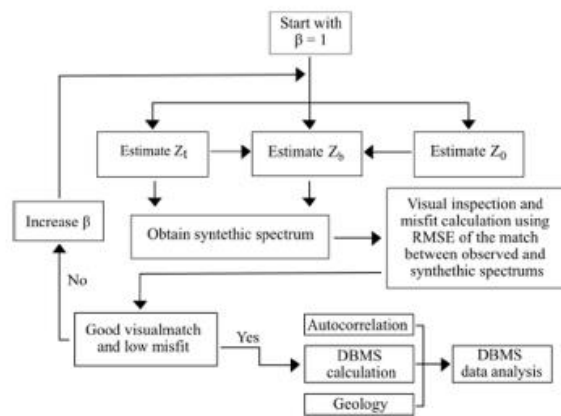 Start with
β = 1
Estimate Zt
Estimate Zb
Estimate Z0
Increase β
Obtain syntethic spectrum
Visual inspection and
misfit calculation using
RMSE of the match
between observed and
synthethic spectrums
No
Good visualmatch
and low misfit
Yes
Autocorrelation
DBMS
calculation
DBMS
data analysis
Geology